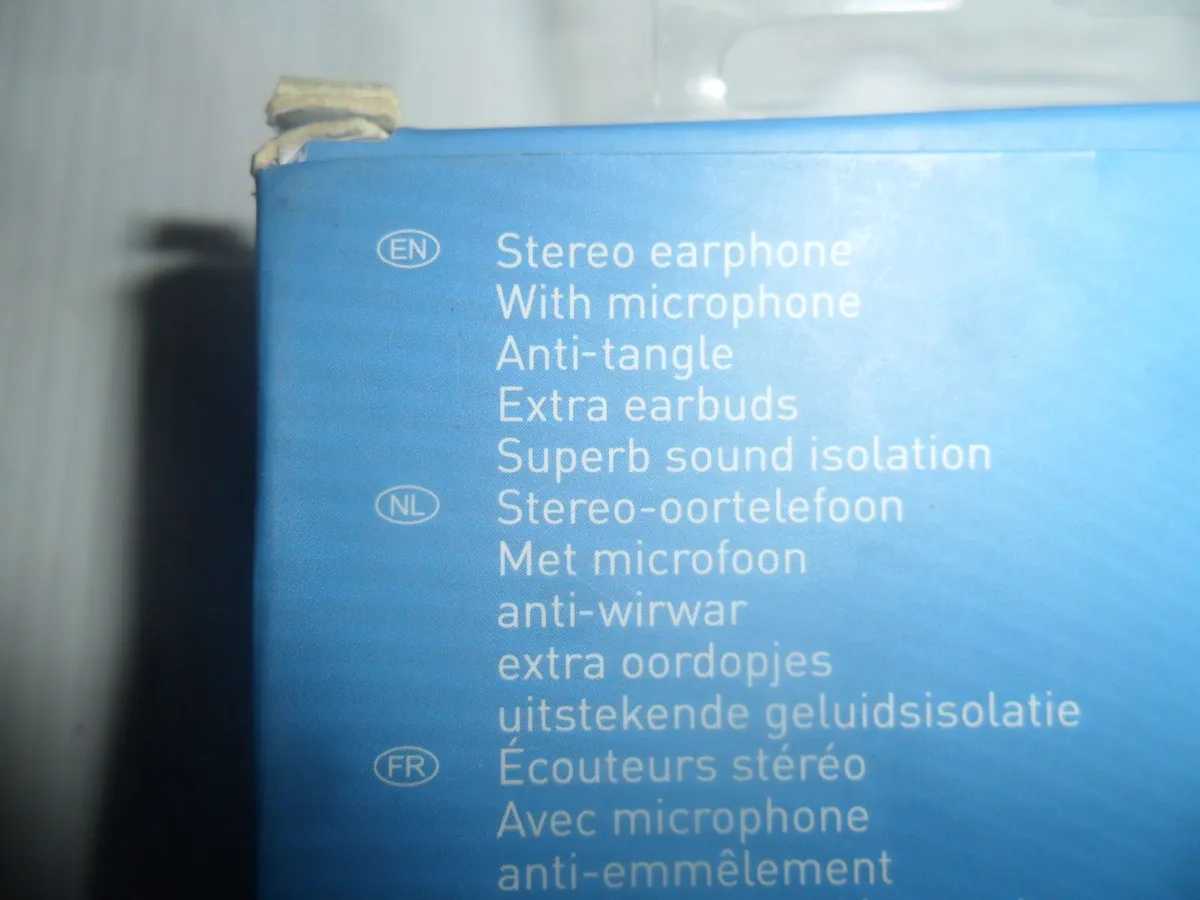 EN Stereo earphone
With microphone
Anti-tangle
Extra earbuds
Superb sound isolation
NL Stereo-oortelefoon
Met microfoon
anti-wirwar
extra oordopjes
uitstekende geluidsisolatie
FR Écouteurs stéréo
Avec microphone
anti-emmêlement